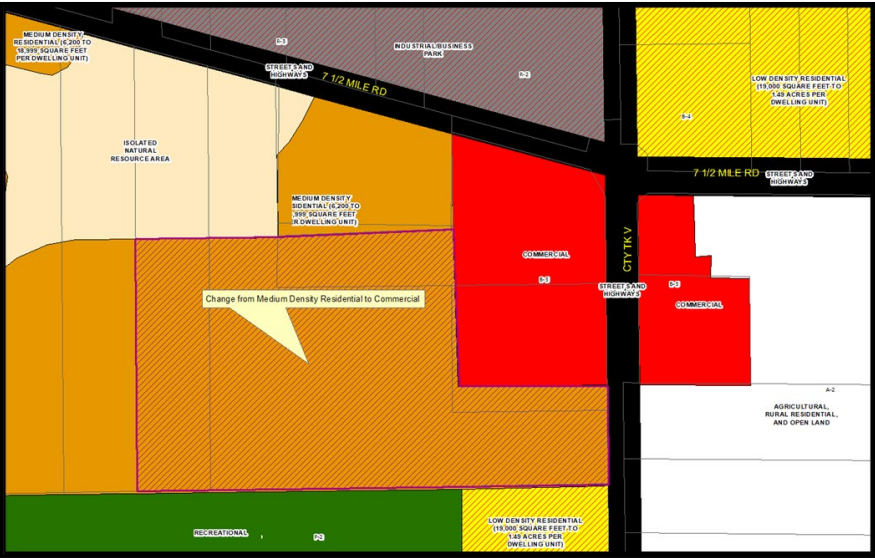 MEDIUM DENSITY
RESIDENTIAL (6,200 TO
18,999 SQUARE FEET
PER DWELLING UNIT)
INDUSTRIAL/BUSINESS
PARK
STREETS AND
HIGHWAYS
7 1/2 MILE RD
LOW DENSITY RESIDENTIAL
(19,000 SQUARE FEET TO
1.49 ACRES PER
DWELLING UNIT)
ISOLATED
NATURAL
RESOURCE AREA
7 1/2 MILE RD
STREETS AND
HIGHWAYS
MEDIUM DENSITY
SIDENTIAL (6,200 TO
,999 SQUARE FEET
R DWELLING UNIT)
COMMERCIAL
B-3
CTY TK V
STREETS AND
HIGHWAYS
B-3
COMMERCIAL
Change from Medium Density Residential to Commercial
A-2
AGRICULTURAL,
RURAL RESIDENTIAL,
AND OPEN LAND
RECREATIONAL
LOW DENSITY RESIDENTIAL
(19,000 SQUARE FEET TO
1.49 ACRES PER
DWELLING UNIT)